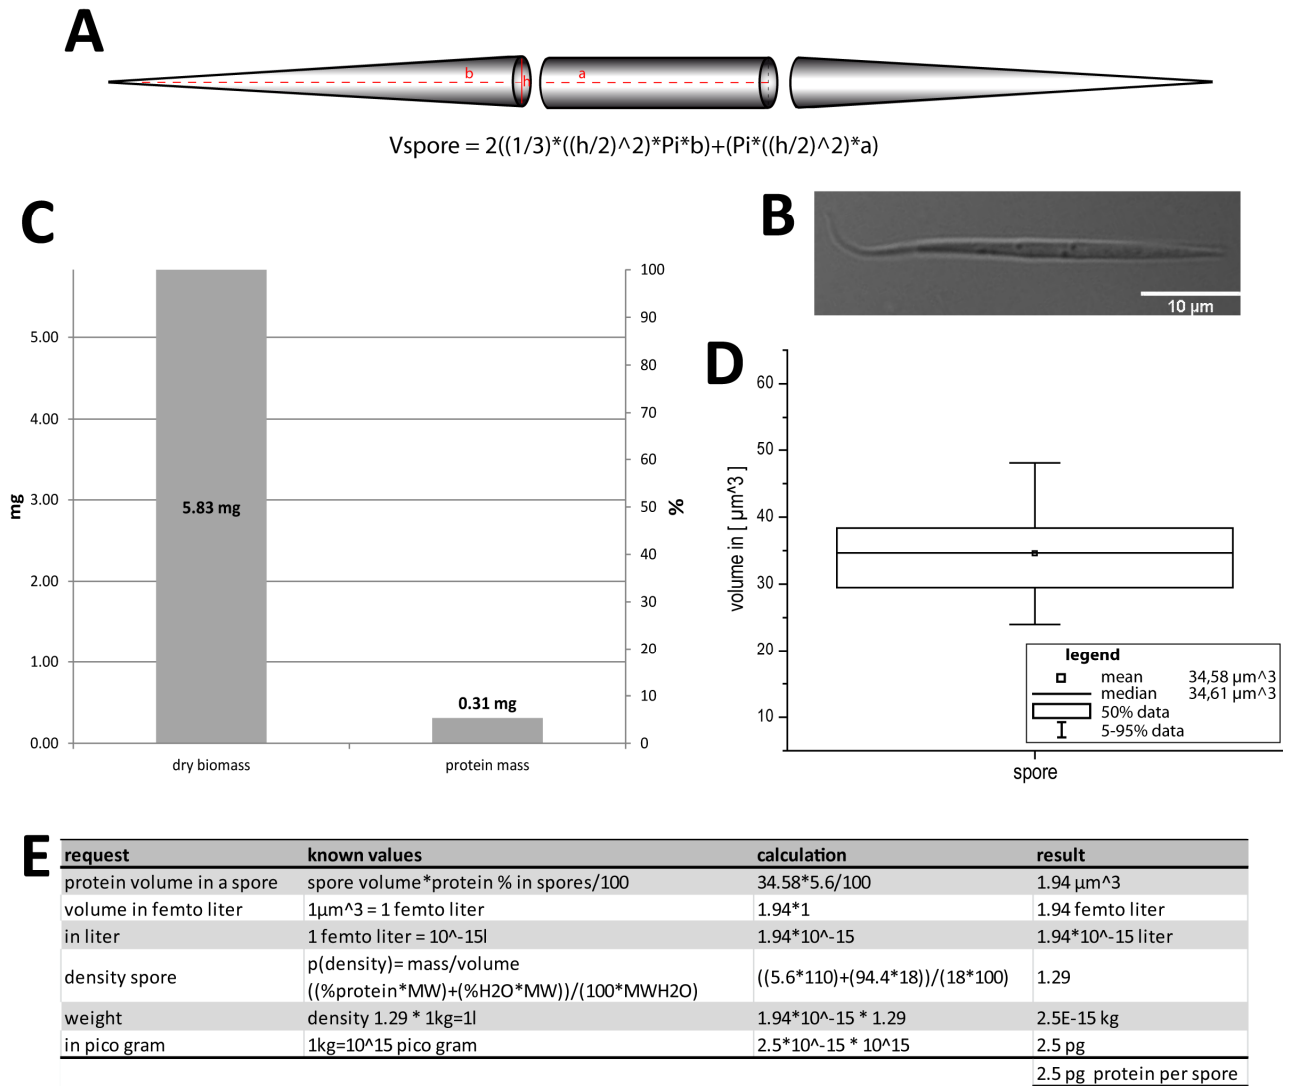 A
b
h
a
Vspore = 2((1/3)*((h/2)^2)*Pi*b)+(Pi*((h/2)^2)*a)
B
10 µm
C
mg
5.00
4.00
3.00
2.00
1.00
0.00
5.83 mg
0.31 mg
dry biomass
protein mass
100
90
80
70
60
50
40
30
20
10
0
%
D
volume in [ µm^3 ]
60
50
40
30
20
10
legend
mean 34,58 µm^3
median 34,61 µm^3
50% data
5-95% data
spore
E
request known values calculation result
protein volume in a spore spore volume*protein % in spores/100 34.58*5.6/100 1.94 µm^3
volume in femto liter 1µm^3 = 1 femto liter 1.94*1 1.94 femto liter
in liter 1 femto liter = 10^-15l 1.94*10^-15 1.94*10^-15 liter
density spore p(density)= mass/volume ((5.6*110)+(94.4*18))/(18*100) 1.29
((%protein*MW)+(%H2O*MW))/(100*MWH2O)
weight density 1.29 * 1kg=1l 1.94*10^-15 * 1.29 2.5E-15 kg
in pico gram 1kg=10^15 pico gram 2.5*10^-15 * 10^15 2.5 pg
2.5 pg protein per spore